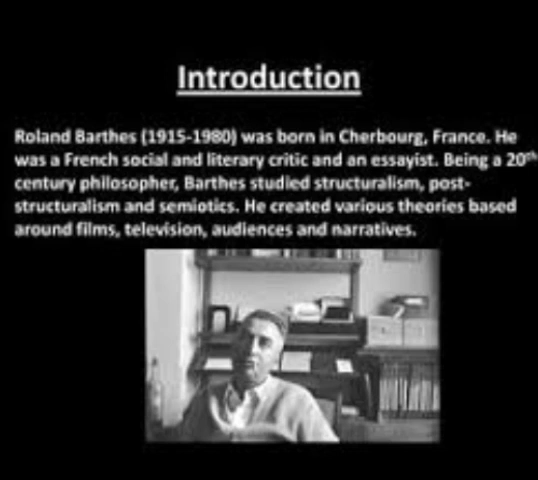 Introduction
Roland Barthes (1915-1980) was born in Cherbourg, France. He
was a French social and literary critic and an essayist. Being a 20th
century philosopher, Barthes studied structuralism, post-
structuralism and semiotics. He created various theories based
around films, television, audiences and narratives.